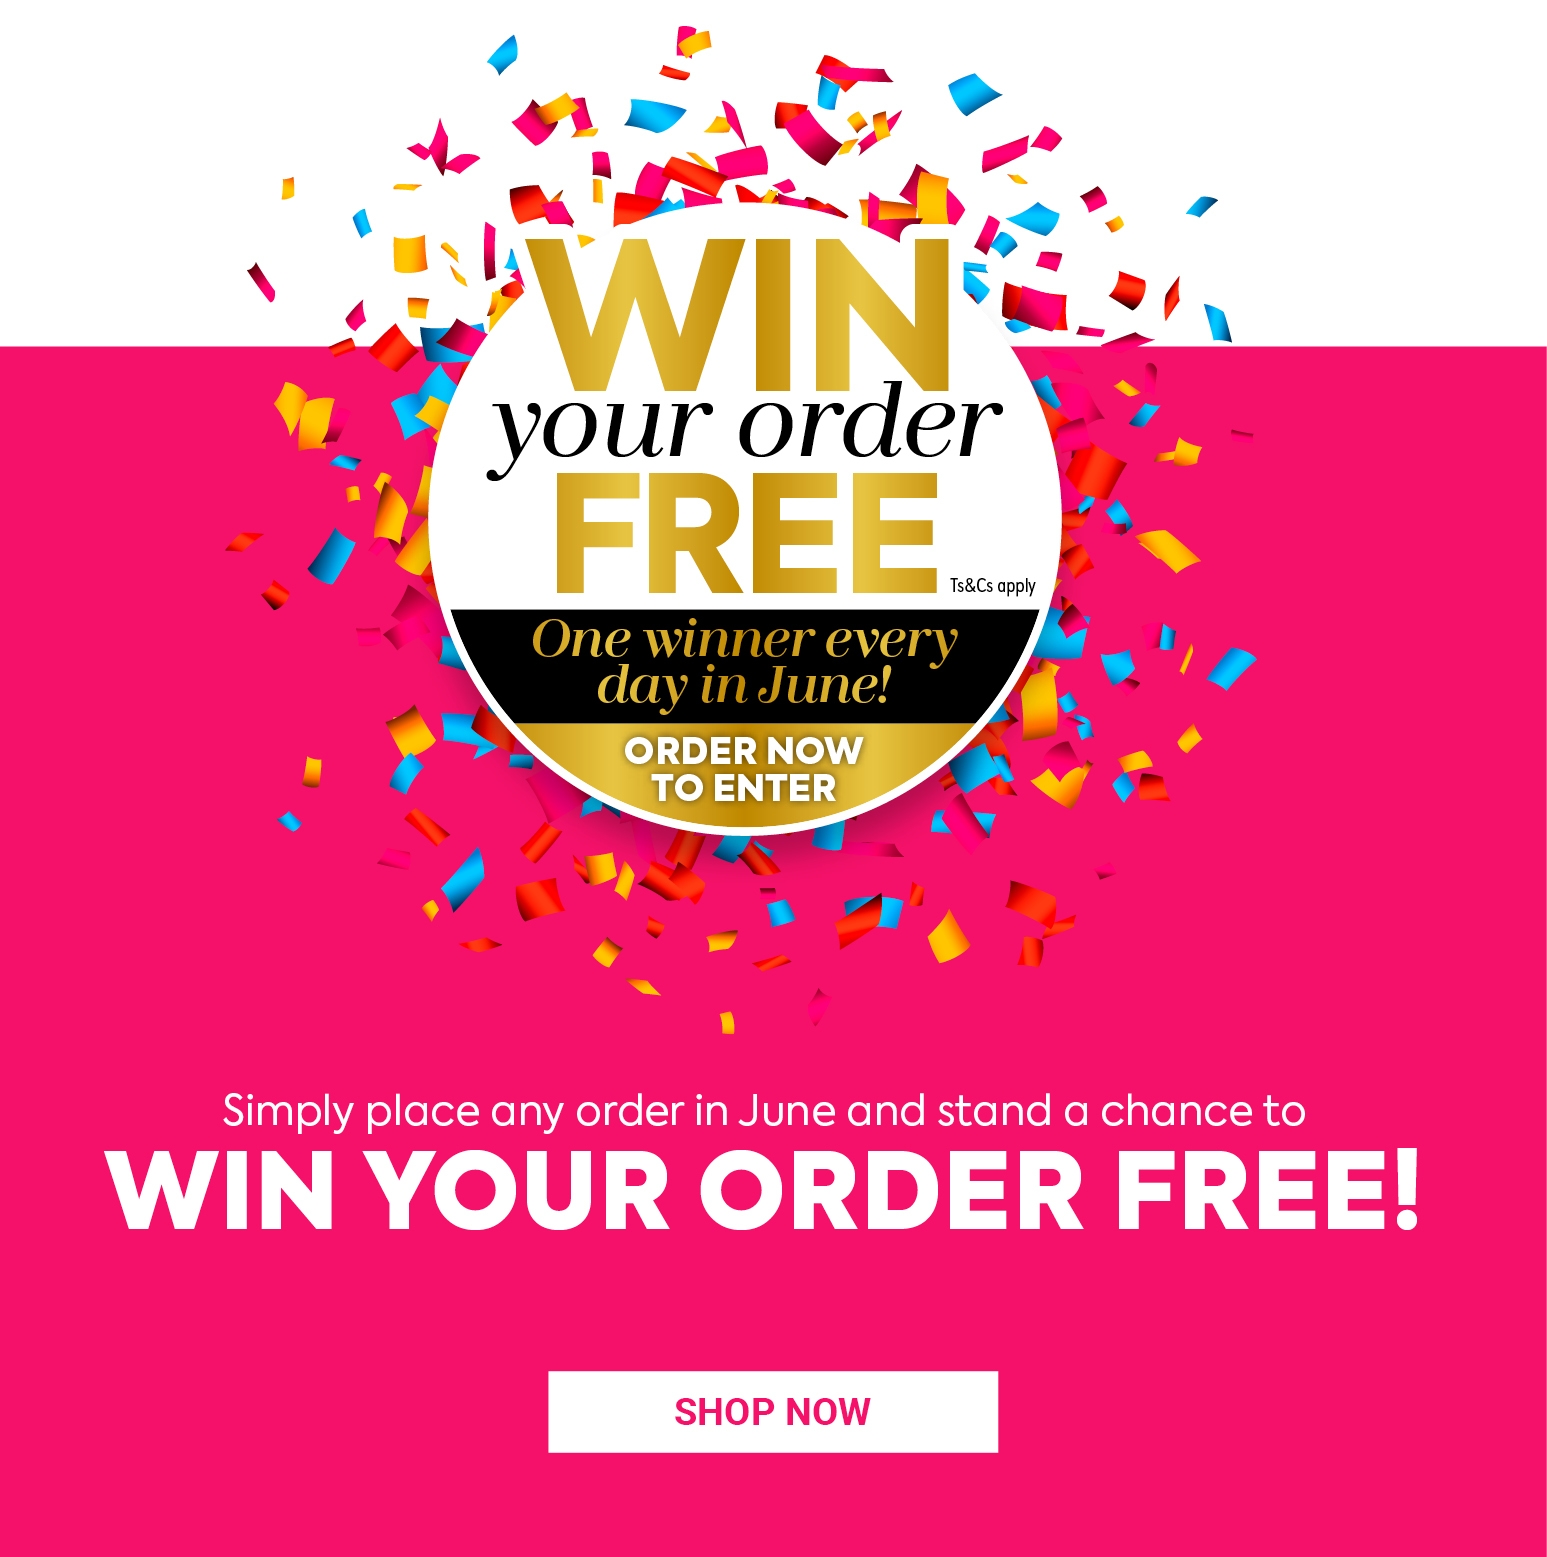 WIN
your order
FREE
Ts&Cs apply
One winner every
day in June!
ORDER NOW
TO ENTER
Simply place any order in June and stand a chance to
WIN YOUR ORDER FREE!
SHOP NOW